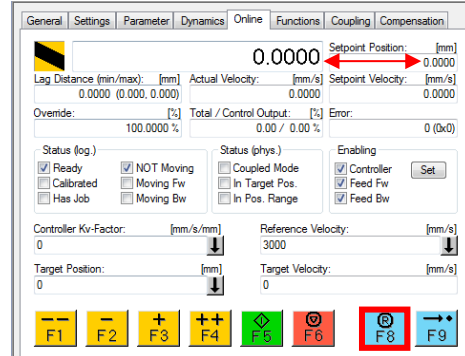 General Settings Parameter Dynamics Online Functions Coupling Compensation
0.0000 Setpoint Position: [mm]
0.0000
Lag Distance (min/max): [mm] Actual Velocity: [mm/s] Setpoint Velocity: [mm/s]
0.0000 (0.000, 0.000) 0.0000 0.0000
Override: [%] Total / Control Output: [%] Error:
100.0000 % 0.00 / 0.00 % 0 (0x0)
Status (log.) Status (phys.) Enabling
Ready NOT Moving Coupled Mode Controller Set
Calibrated Moving Fw In Target Pos. Feed Fw
Has Job Moving Bw In Pos. Range Feed Bw
Controller Kv-Factor: [mm/s/mm] Reference Velocity: [mm/s]
0 3000
Target Position: [mm] Target Velocity: [mm/s]
0 0
-- - + ++ R
F1 F2 F3 F4 F5 F6 F8 F9